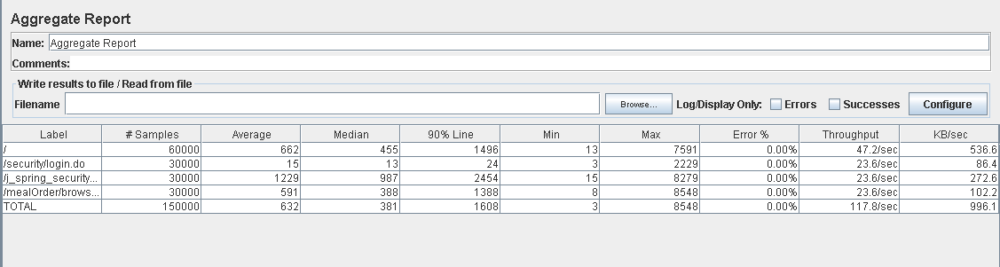 Aggregate Report
Name: Aggregate Report
Comments:
Write results to file / Read from file
Filename Browse... Log/Display Only: Errors Successes Configure
Label # Samples Average Median 90% Line Min Max Error % Throughput KB/sec
/ 60000 662 455 1496 13 7591 0.00% 47.2/sec 536.6
/security/login.do 30000 15 13 24 3 2229 0.00% 23.6/sec 86.4
/j_spring_security... 30000 1229 987 2454 15 8279 0.00% 23.6/sec 272.6
/mealOrder/brows... 30000 591 388 1388 8 8548 0.00% 23.6/sec 102.2
TOTAL 150000 632 381 1608 3 8548 0.00% 117.8/sec 996.1